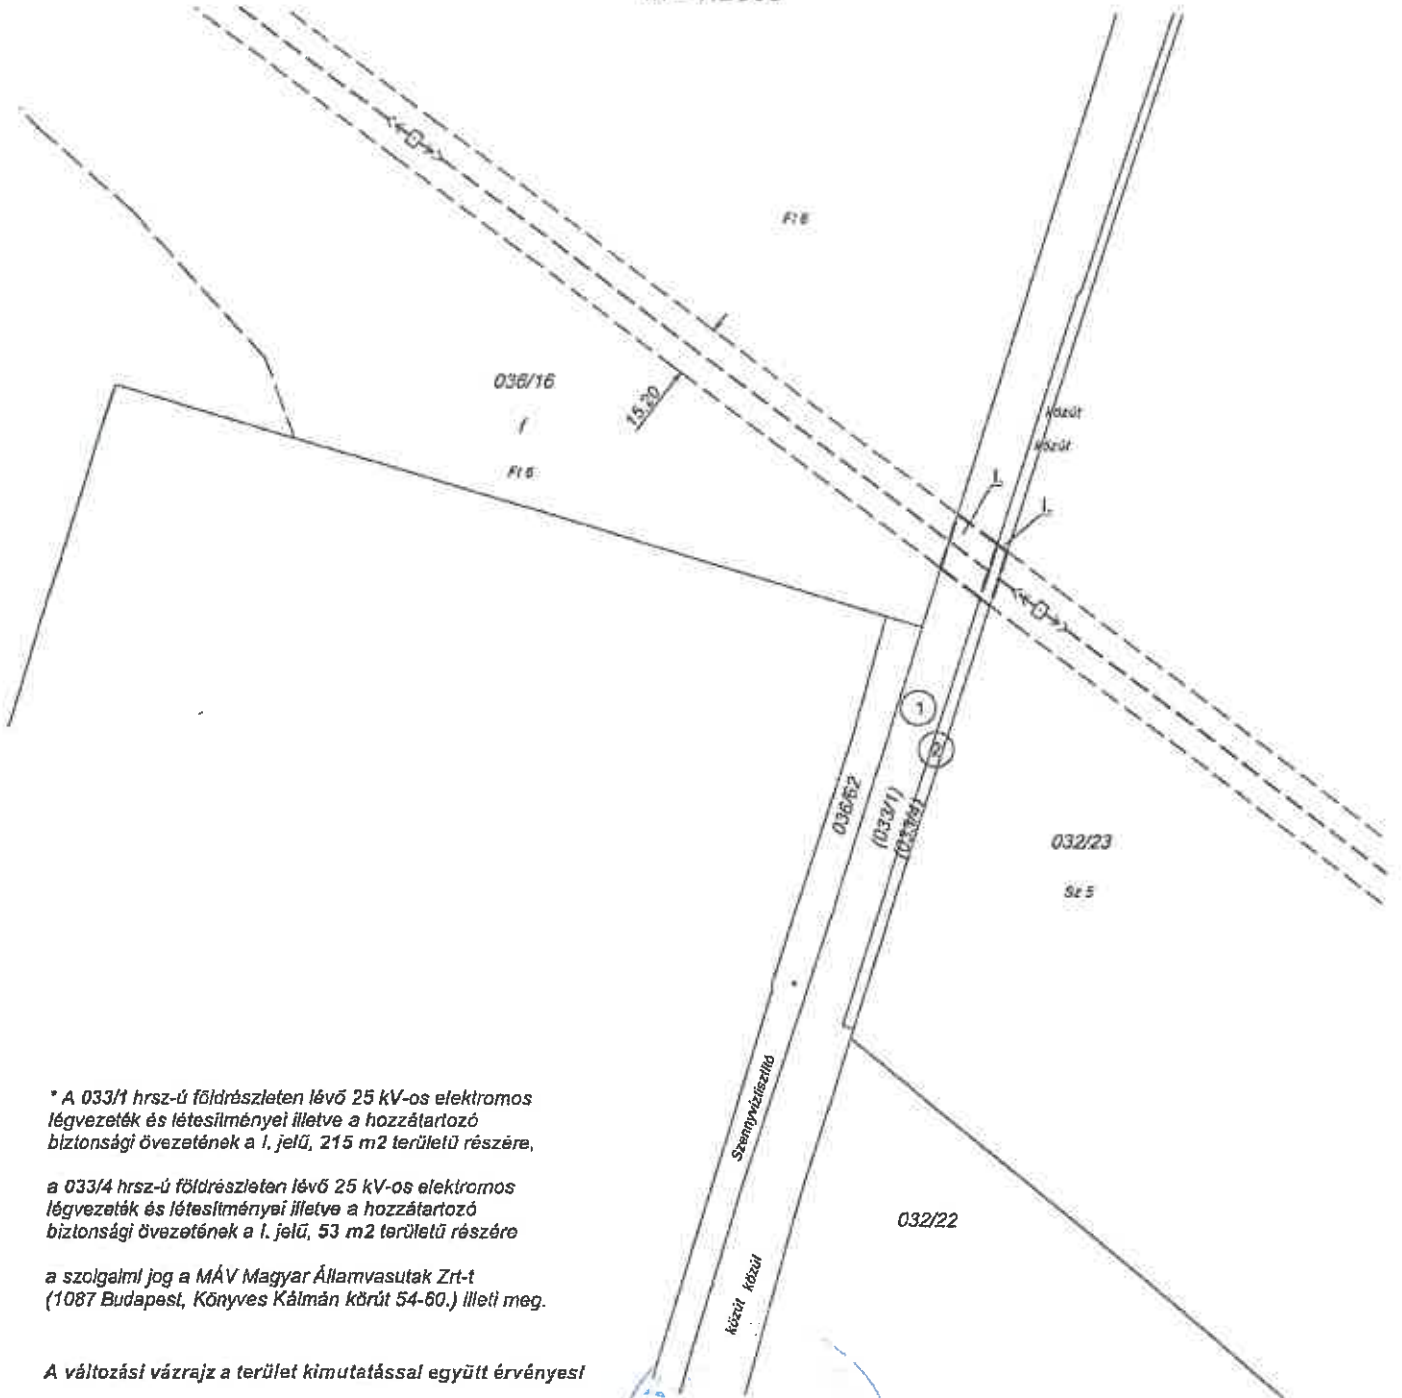 Ft 6
036/16
f
Ft 6
15.20
közút
közút
I.
I.
1
2
036/62
(033/1)
(033/4)
032/23
Sz 5
Szennyvíztisztító
032/22
közút közút
* A 033/1 hrsz-ú földrészleten lévő 25 kV-os elektromos
légvezeték és létesítményei illetve a hozzátartozó
biztonsági övezetének a I. jelű, 215 m2 területű részére,
a 033/4 hrsz-ú földrészleten lévő 25 kV-os elektromos
légvezeték és létesítményei illetve a hozzátartozó
biztonsági övezetének a I. jelű, 53 m2 területű részére
a szolgalmi jog a MÁV Magyar Államvasutak Zrt-t
(1087 Budapest, Könyves Kálmán körút 54-60.) illeti meg.
A változási vázrajz a terület kimutatással együtt érvényes!